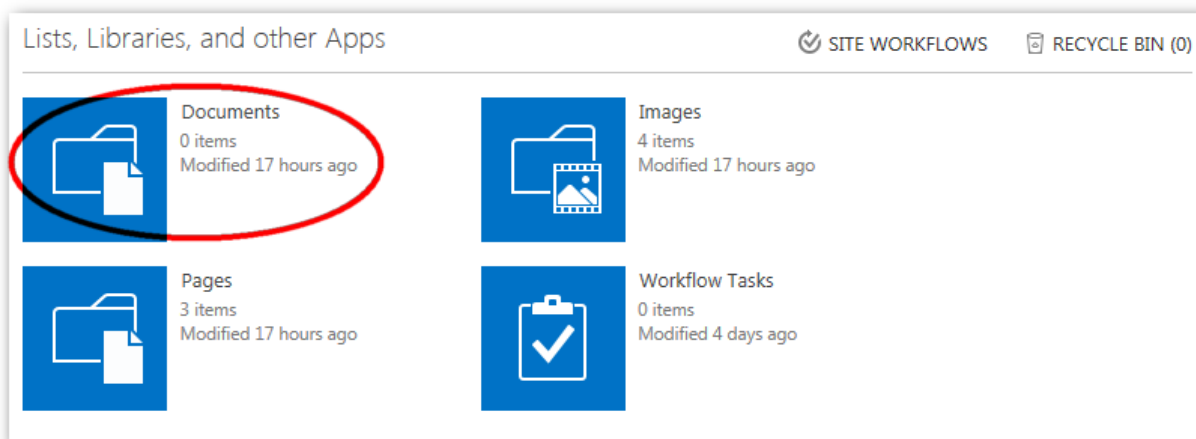 Lists, Libraries, and other Apps
SITE WORKFLOWS
RECYCLE BIN (0)
Documents
0 items
Modified 17 hours ago
Images
4 items
Modified 17 hours ago
Pages
3 items
Modified 17 hours ago
Workflow Tasks
0 items
Modified 4 days ago